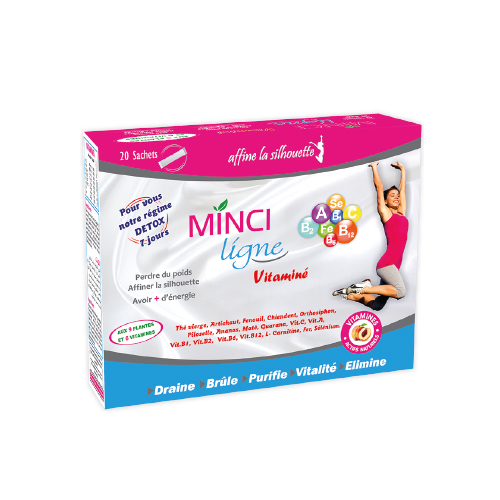 20 Sachets
affine la silhouette
Pour vous
notre régime
DETOX
7 jours
MINCI
ligne
Vitaminé
A Se B1 C
B2 Fe B12
B6
Perdre du poids
Affiner la silhouette
Avoir + d'énergie
AUX 9 PLANTES
ET 6 VITAMINES
Thé vierge, Artichaut, Fenouil, Chiendent, Orthosiphon,
Piloselle, Ananas, Maté, Guarana, Vit.C, Vit.A,
Vit.B1, Vit.B2, Vit.B6, Vit.B12, L- Carnitine, Fer, Sélénium
VITAMINES
ACTIFS NATURELS
Draine Brûle Purifie Vitalité Elimine